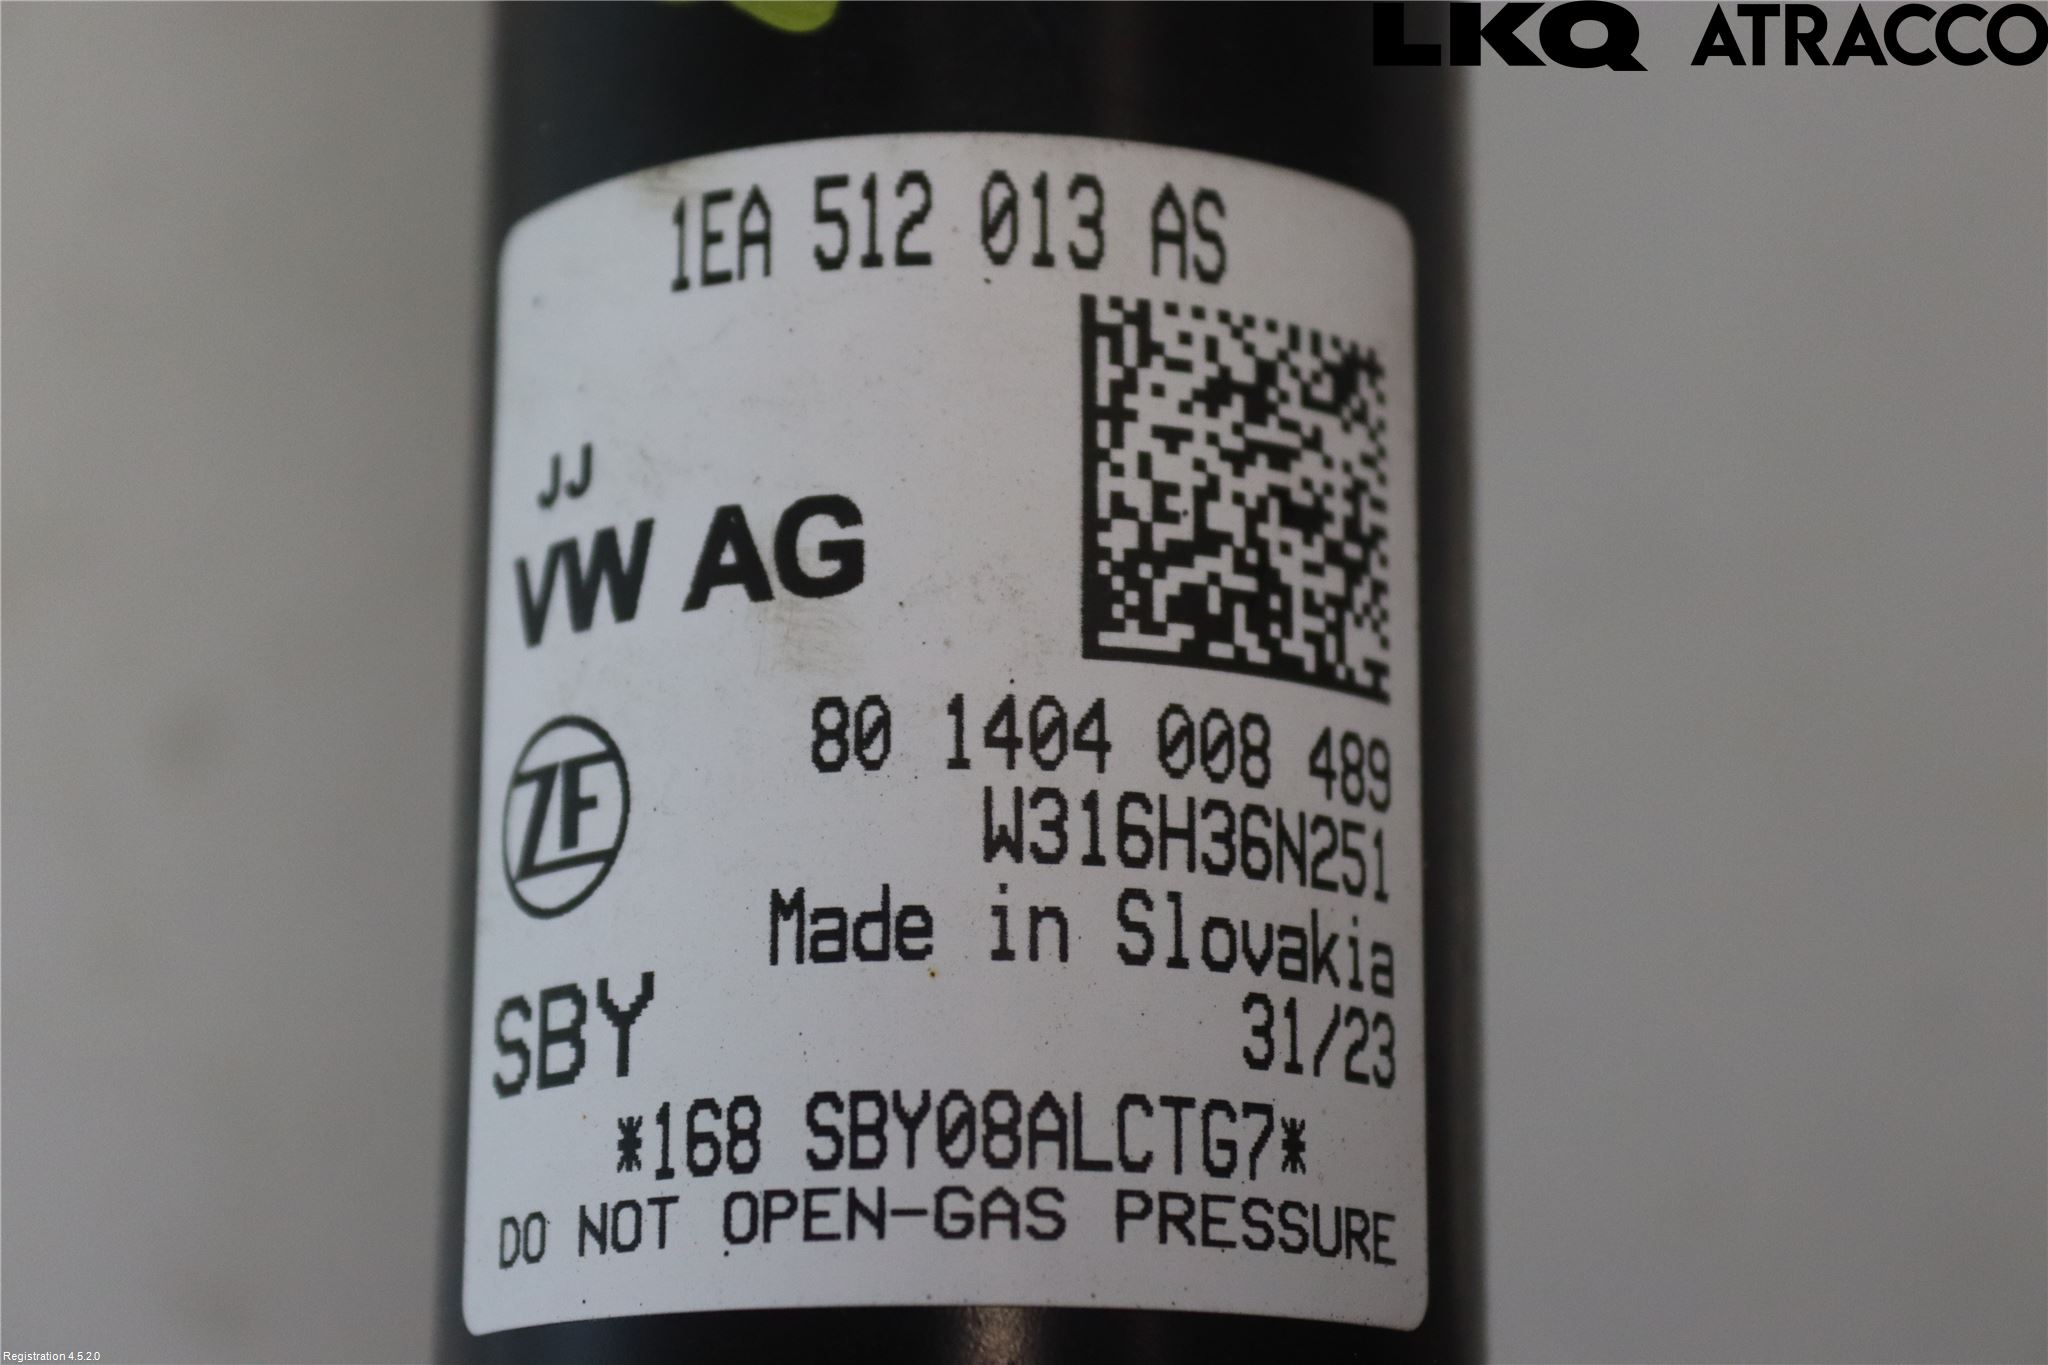 LKQ ATRACCO
1EA 512 013 AS
JJ
VW AG
ZF
80 1404 008 489
W316H36N251
Made in Slovakia
SBY
31/23
*168 SBY08ALCTG7*
DO NOT OPEN-GAS PRESSURE
Registration 4.5.2.0